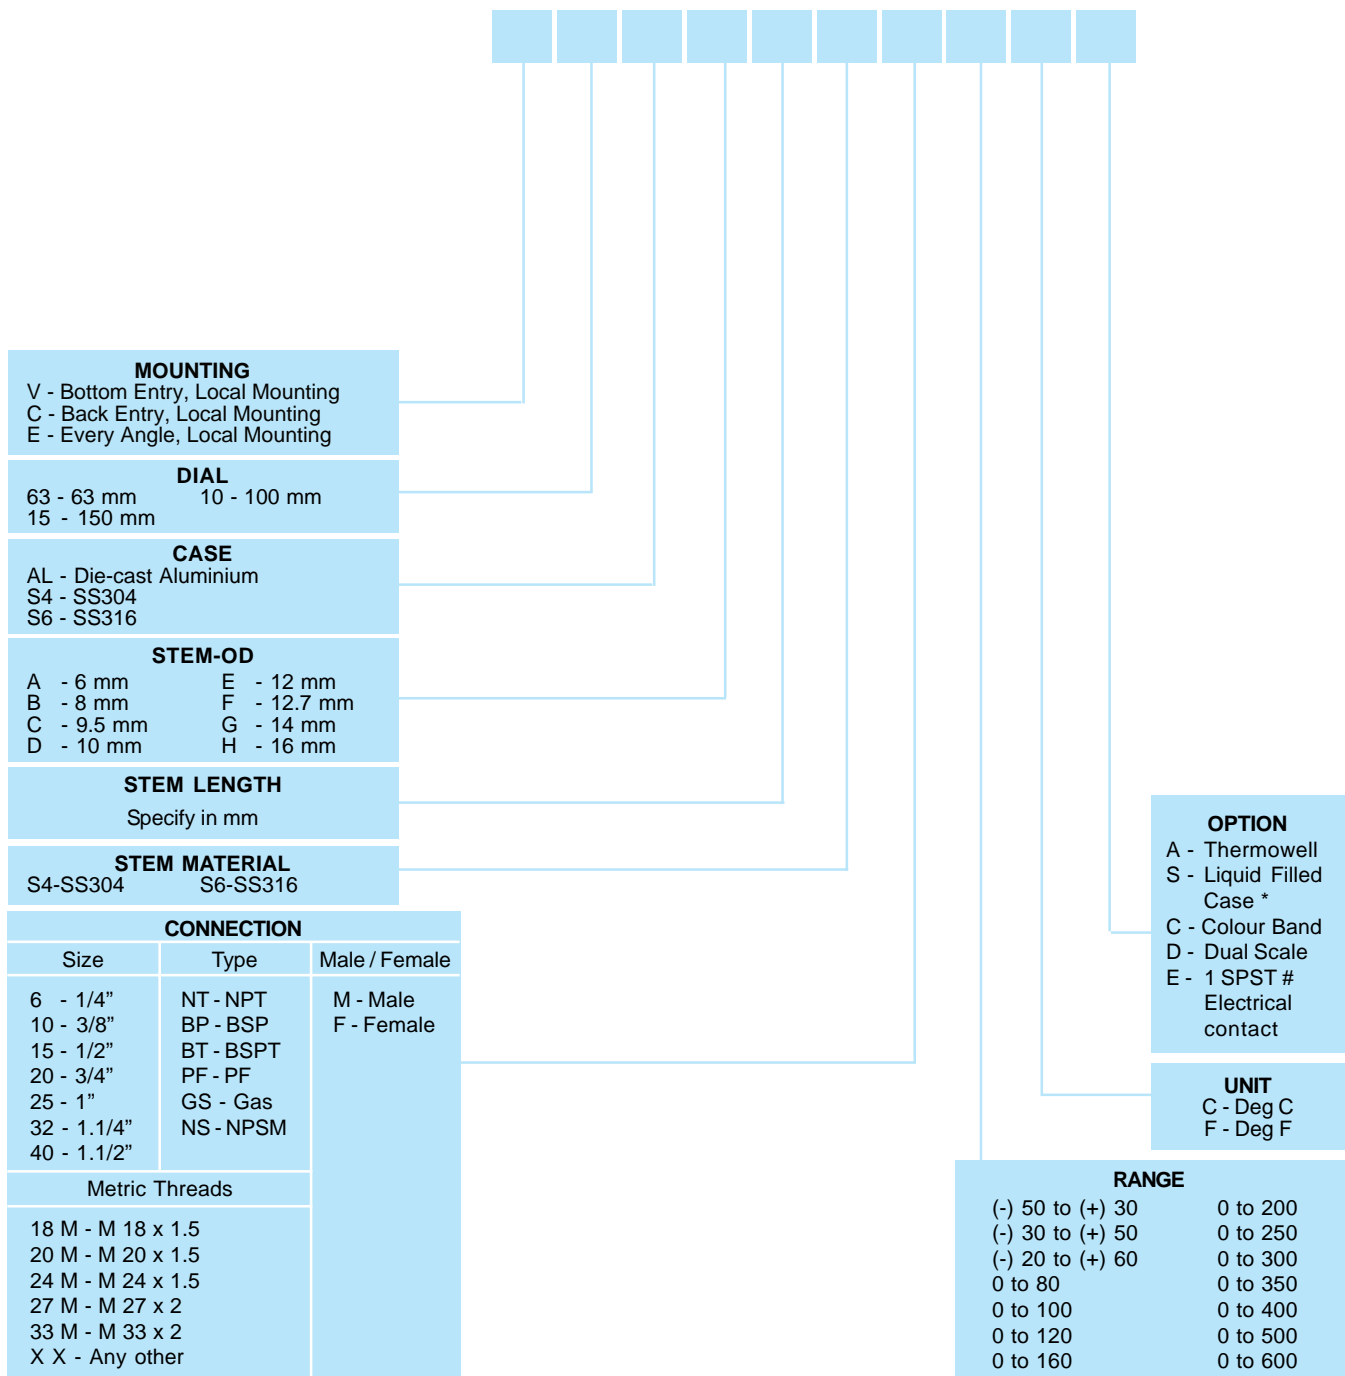 MOUNTING
V - Bottom Entry, Local Mounting
C - Back Entry, Local Mounting
E - Every Angle, Local Mounting
DIAL
63 - 63 mm 10 - 100 mm
15 - 150 mm
CASE
AL - Die-cast Aluminium
S4 - SS304
S6 - SS316
STEM-OD
A - 6 mm E - 12 mm
B - 8 mm F - 12.7 mm
C - 9.5 mm G - 14 mm
D - 10 mm H - 16 mm
STEM LENGTH
Specify in mm
STEM MATERIAL
S4-SS304 S6-SS316
CONNECTION
Size Type Male / Female
6 - 1/4” NT - NPT M - Male
10 - 3/8” BP - BSP F - Female
15 - 1/2” BT - BSPT
20 - 3/4” PF - PF
25 - 1” GS - Gas
32 - 1.1/4” NS - NPSM
40 - 1.1/2”
Metric Threads
18 M - M 18 x 1.5
20 M - M 20 x 1.5
24 M - M 24 x 1.5
27 M - M 27 x 2
33 M - M 33 x 2
X X - Any other
OPTION
A - Thermowell
S - Liquid Filled
Case *
C - Colour Band
D - Dual Scale
E - 1 SPST #
Electrical
contact
UNIT
C - Deg C
F - Deg F
RANGE
(-) 50 to (+) 30 0 to 200
(-) 30 to (+) 50 0 to 250
(-) 20 to (+) 60 0 to 300
0 to 80 0 to 350
0 to 100 0 to 400
0 to 120 0 to 500
0 to 160 0 to 600